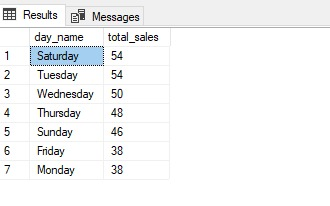 Results Messages
day_name total_sales
1 Saturday 54
2 Tuesday 54
3 Wednesday 50
4 Thursday 48
5 Sunday 46
6 Friday 38
7 Monday 38